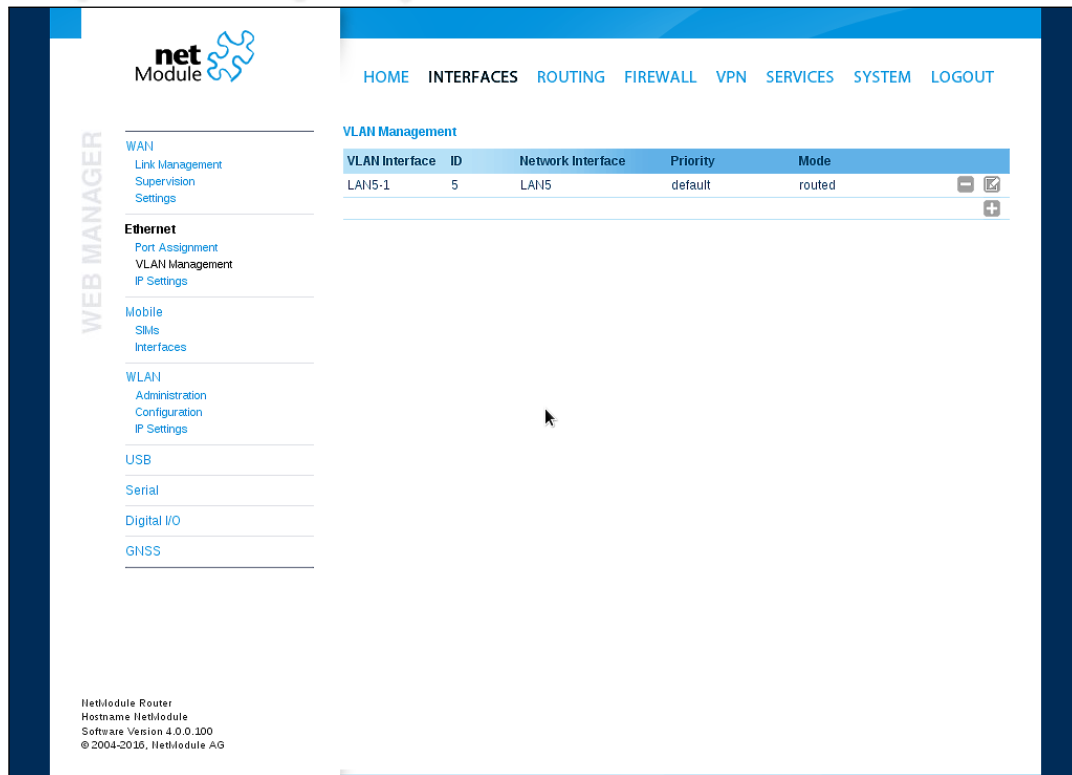 net
Module
HOME INTERFACES ROUTING FIREWALL VPN SERVICES SYSTEM LOGOUT
WEB MANAGER
WAN
Link Management
Supervision
Settings
Ethernet
Port Assignment
VLAN Management
IP Settings
Mobile
SIMs
Interfaces
WLAN
Administration
Configuration
IP Settings
USB
Serial
Digital I/O
GNSS
VLAN Management
VLAN Interface ID Network Interface Priority Mode
LAN5-1 5 LAN5 default routed
NetModule Router
Hostname NetModule
Software Version 4.0.0.100
© 2004-2016, NetModule AG